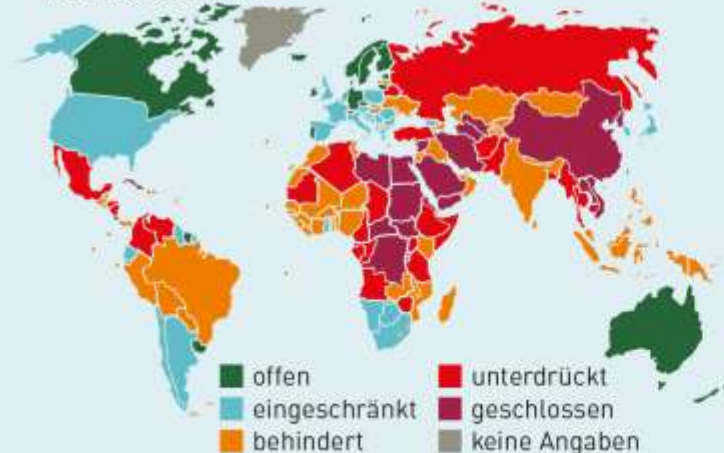 offen
eingeschränkt
behindert
unterdrückt
geschlossen
keine Angaben